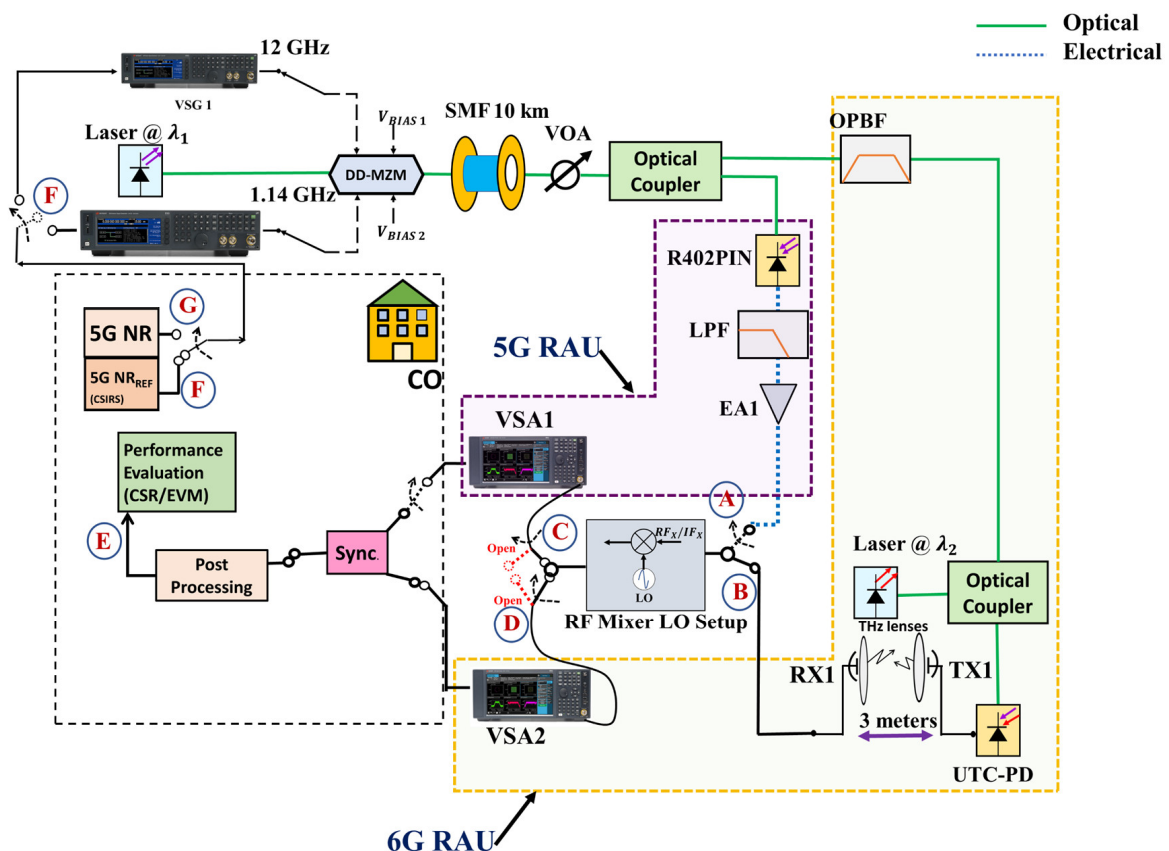 Optical
Electrical
12 GHz
VSG 1
Laser @ λ₁
V_BIAS 1
SMF 10 km
VOA
Optical
Coupler
OPBF
DD-MZM
1.14 GHz
V_BIAS 2
F
R402PIN
LPF
EA1
5G RAU
5G NR
G
5G NR_REF
(CSIRS)
F
CO
VSA1
Performance
Evaluation
(CSR/EVM)
E
Post
Processing
Sync
A
C
Open
Open
D
RF_X/IF_X
LO
RF Mixer LO Setup
B
Laser @ λ₂
Optical
Coupler
THz lenses
RX1
TX1
3 meters
VSA2
UTC-PD
6G RAU